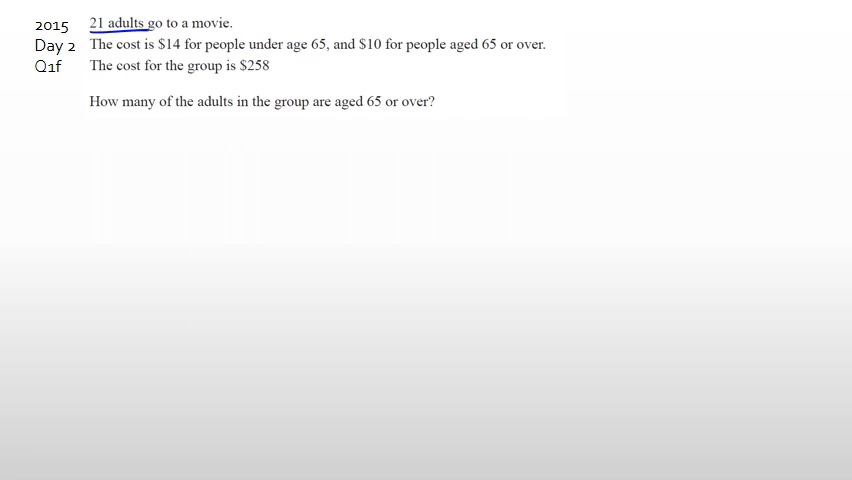 2015 21 adults go to a movie.
Day 2 The cost is $14 for people under age 65, and $10 for people aged 65 or over.
Q1f The cost for the group is $258
How many of the adults in the group are aged 65 or over?